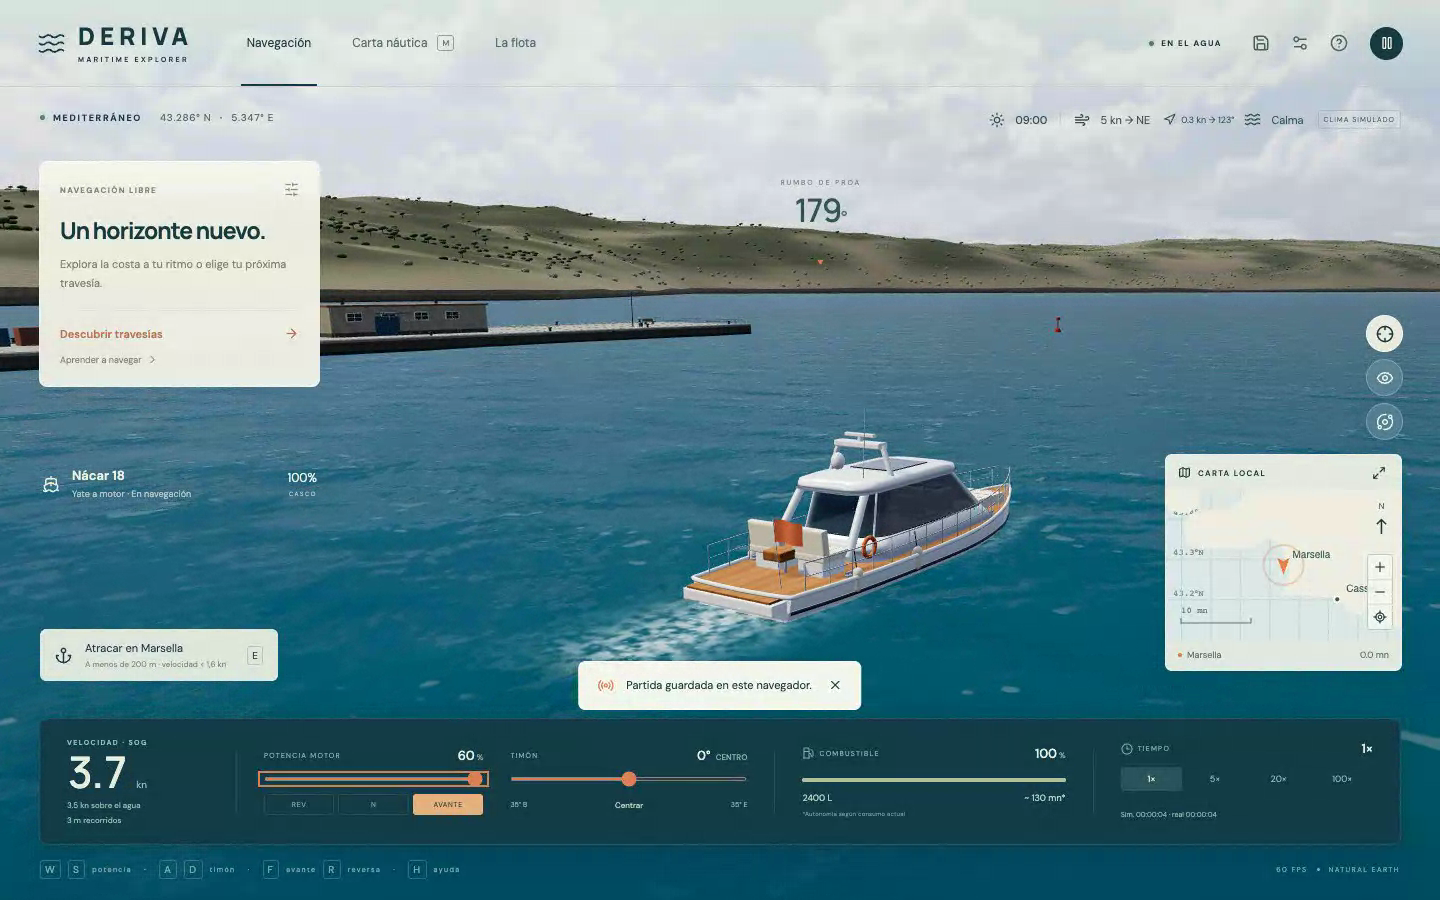 DERIVA
MARITIME EXPLORER
Navegación
Carta náutica M
La flota
EN EL AGUA
MEDITERRÁNEO 43.286° N · 5.347° E
09:00
5 kn → NE
0.3 kn → 123°
Calma
CLIMA SIMULADO
NAVEGACIÓN LIBRE
Un horizonte nuevo.
Explora la costa a tu ritmo o elige tu próxima
travesía.
Descubrir travesías →
Aprender a navegar >
RUMBO DE PROA
179°
Nácar 18
Yate a motor · En navegación
100%
CASCO
CARTA LOCAL
N
43.3°N
43.2°N
Marsella
Cass
10 mn
+
−
Marsella 0.0 mn
Atracar en Marsella
A menos de 200 m · velocidad < 1,6 kn
E
Partida guardada en este navegador. ×
VELOCIDAD · SOG
3.7 kn
3.5 kn sobre el agua
3 m recorridos
POTENCIA MOTOR 60 %
REV N AVANTE
TIMÓN 0° CENTRO
35° B Centrar 35° E
COMBUSTIBLE 100 %
2400 L ~ 130 mn*
*Autonomía según consumo actual
TIEMPO 1×
1× 5× 20× 100×
Sim. 00:00:04 · real 00:00:04
W S potencia · A D timón · F avante R reversa · H ayuda
60 FPS • NATURAL EARTH